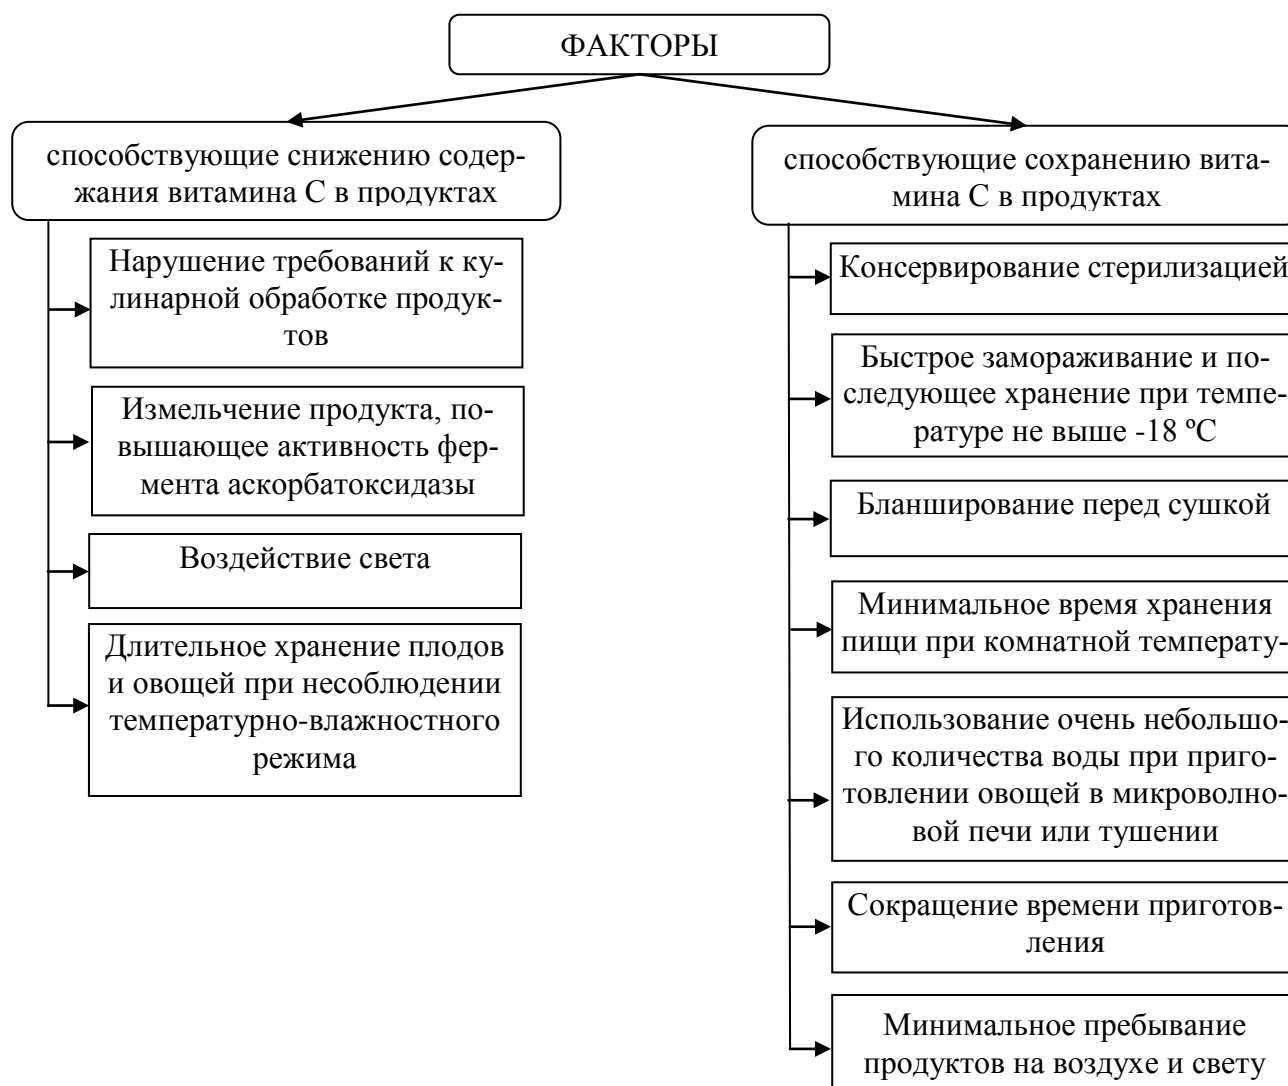 ФАКТОРЫ
способствующие снижению содер-
жания витамина С в продуктах
Нарушение требований к ку-
линарной обработке продук-
тов
Измельчение продукта, по-
вышающее активность фер-
мента аскорбатоксидазы
Воздействие света
Длительное хранение плодов
и овощей при несоблюдении
температурно-влажностного
режима
способствующие сохранению вита-
мина С в продуктах
Консервирование стерилизацией
Быстрое замораживание и по-
следующее хранение при темпе-
ратуре не выше -18 ºС
Бланширование перед сушкой
Минимальное время хранения
пищи при комнатной температу-
Использование очень небольшо-
го количества воды при приго-
товлении овощей в микроволно-
вой печи или тушении
Сокращение времени приготов-
ления
Минимальное пребывание
продуктов на воздухе и свету